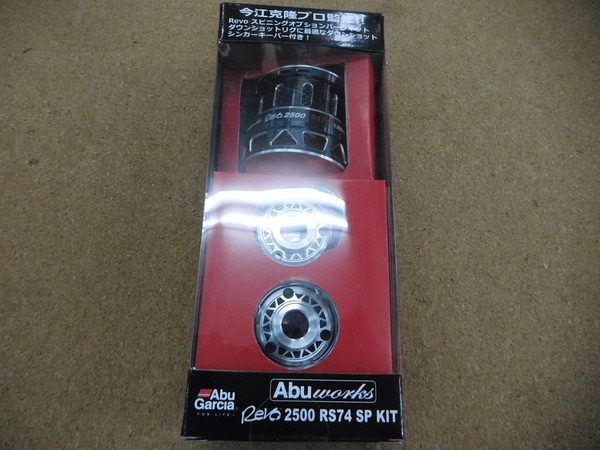 今江克隆プロ監修!
Revo スピニングオプションパーツキット
ダウンショットリグに最適なダウンショット
シンカーキーパー付き!
Revo 2500 RS74
Abu
Garcia
FOR LIFE
Abuworks
Revo 2500 RS74 SP KIT